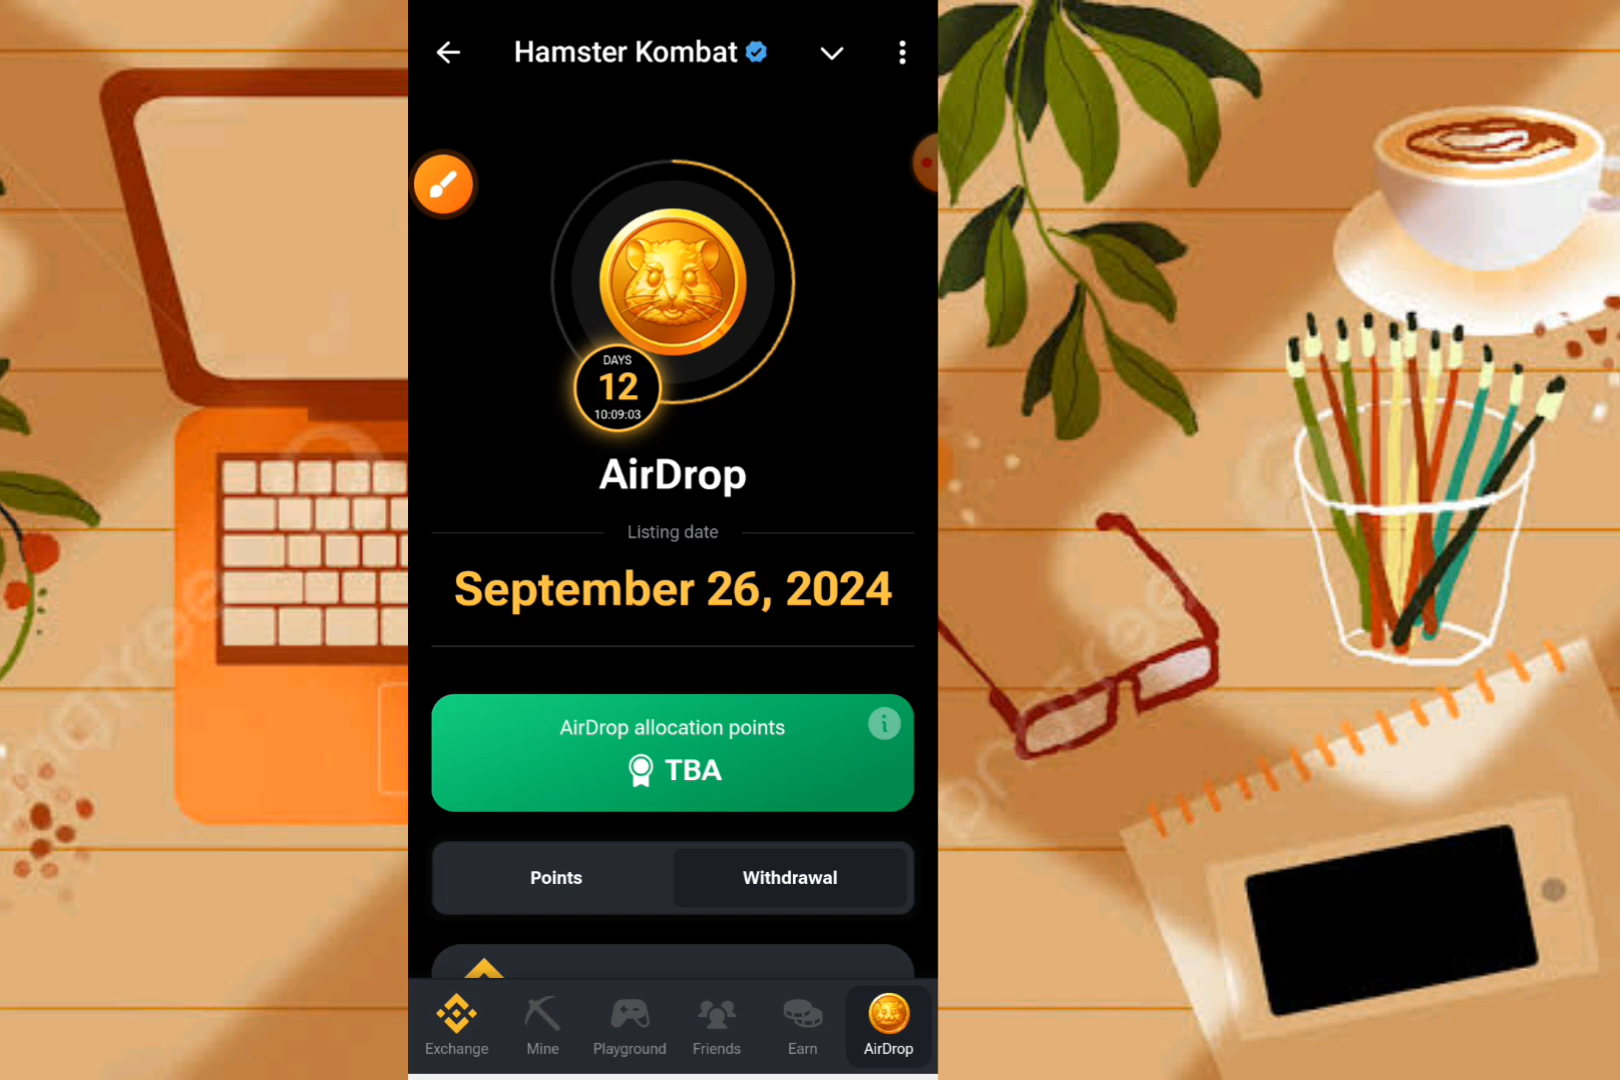 Hamster Kombat
DAYS
12
10:09:03
AirDrop
Listing date
September 26, 2024
AirDrop allocation points
i
TBA
Points
Withdrawal
Exchange
Mine
Playground
Friends
Earn
AirDrop